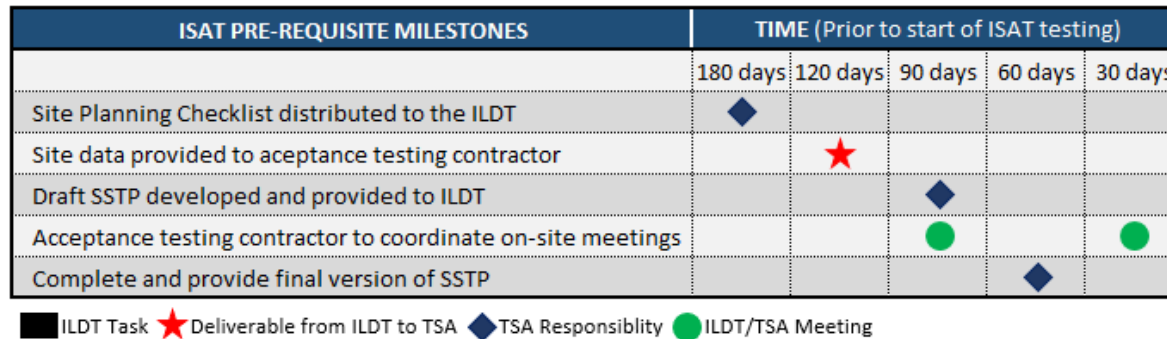 ISAT PRE-REQUISITE MILESTONES TIME (Prior to start of ISAT testing)
180 days 120 days 90 days 60 days 30 days
Site Planning Checklist distributed to the ILDT
Site data provided to aceptance testing contractor
Draft SSTP developed and provided to ILDT
Acceptance testing contractor to coordinate on-site meetings
Complete and provide final version of SSTP
ILDT Task Deliverable from ILDT to TSA TSA Responsiblity ILDT/TSA Meeting